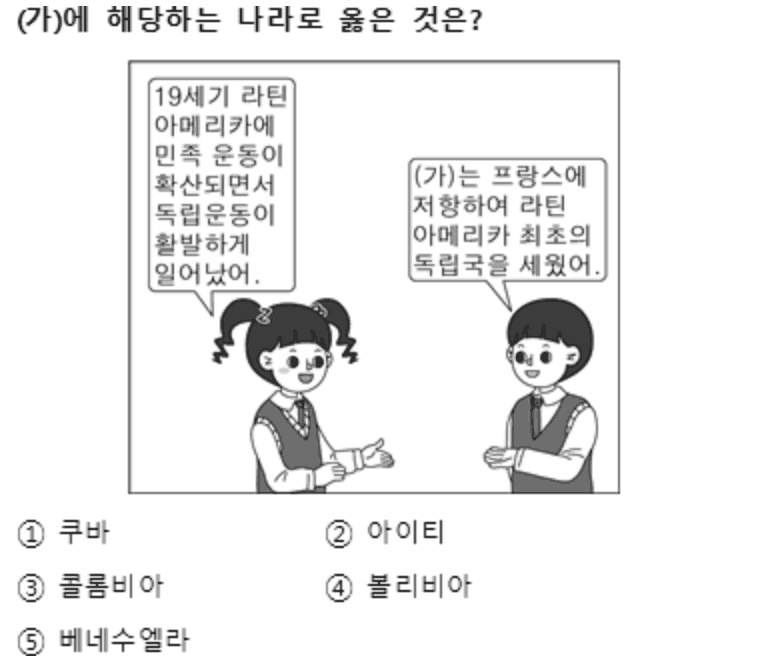 (가)에 해당하는 나라로 옳은 것은?
19세기 라틴
아메리카에
민족 운동이
확산되면서
독립운동이
활발하게
일어났어.
(가)는 프랑스에
저항하여 라틴
아메리카 최초의
독립국을 세웠어.
① 쿠바
② 아이티
③ 콜롬비아
④ 볼리비아
⑤ 베네수엘라